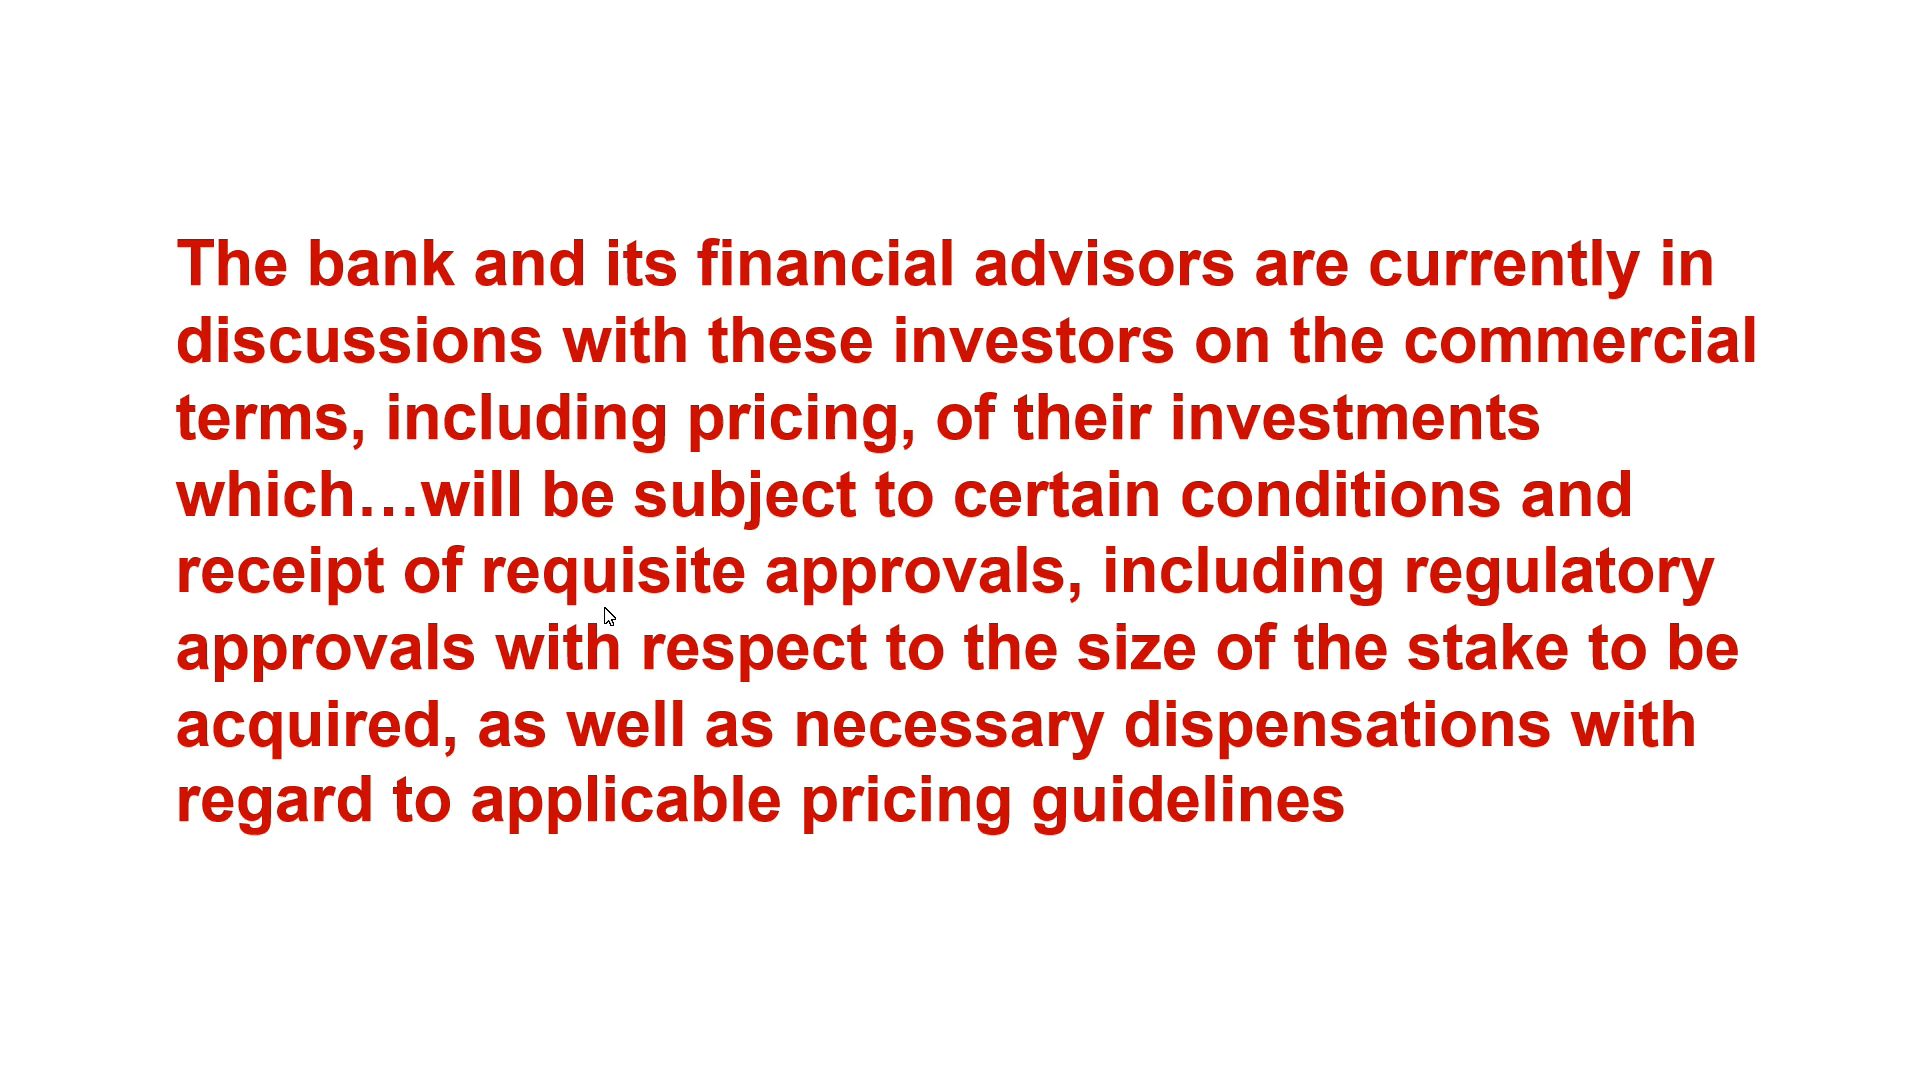 The bank and its financial advisors are currently in
discussions with these investors on the commercial
terms, including pricing, of their investments
which…will be subject to certain conditions and
receipt of requisite approvals, including regulatory
approvals with respect to the size of the stake to be
acquired, as well as necessary dispensations with
regard to applicable pricing guidelines